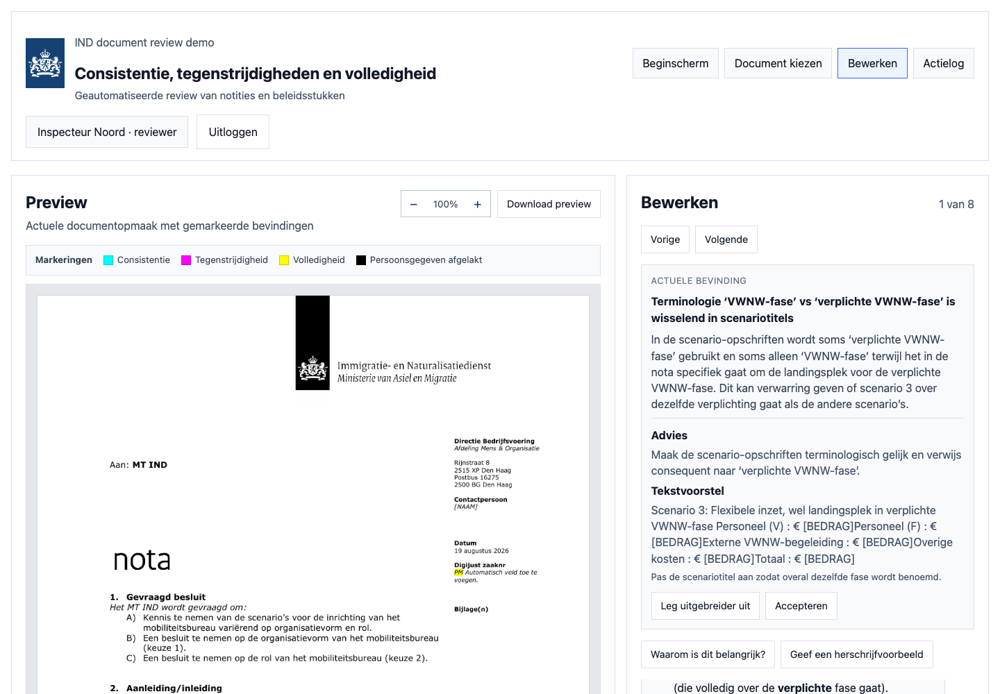 IND document review demo
Consistentie, tegenstrijdigheden en volledigheid
Geautomatiseerde review van notities en beleidsstukken
Beginscherm
Document kiezen
Bewerken
Actielog
Inspecteur Noord · reviewer
Uitloggen
Preview
Actuele documentopmaak met gemarkeerde bevindingen
− 100% +
Download preview
Markeringen Consistentie Tegenstrijdigheid Volledigheid Persoonsgegeven afgelakt
Immigratie- en Naturalisatiedienst
Ministerie van Asiel en Migratie
Aan: MT IND
Directie Bedrijfsvoering
Afdeling Mens & Organisatie
Rijnstraat 8
2515 XP Den Haag
Postbus 16275
2500 BG Den Haag
Contactpersoon
[NAAM]
Datum
19 augustus 2026
Digijust zaaknr
PM Automatisch veld toe te
voegen.
Bijlage(n)
nota
1. Gevraagd besluit
Het MT IND wordt gevraagd om:
A) Kennis te nemen van de scenario's voor de inrichting van het
mobiliteitsbureau variërend op organisatievorm en rol.
B) Een besluit te nemen op de organisatievorm van het mobiliteitsbureau
(keuze 1).
C) Een besluit te nemen op de rol van het mobiliteitsbureau (keuze 2).
2. Aanleiding/inleiding
Bewerken
1 van 8
Vorige
Volgende
ACTUELE BEVINDING
Terminologie ‘VWNW-fase’ vs ‘verplichte VWNW-fase’ is
wisselend in scenariotitels
In de scenario-opschriften wordt soms ‘verplichte VWNW-
fase’ gebruikt en soms alleen ‘VWNW-fase’ terwijl het in de
nota specifiek gaat om de landingsplek voor de verplichte
VWNW-fase. Dit kan verwarring geven of scenario 3 over
dezelfde verplichting gaat als de andere scenario’s.
Advies
Maak de scenario-opschriften terminologisch gelijk en verwijs
consequent naar ‘verplichte VWNW-fase’.
Tekstvoorstel
Scenario 3: Flexibele inzet, wel landingsplek in verplichte
VWNW-fase Personeel (V) : € [BEDRAG]Personeel (F) : €
[BEDRAG]Externe VWNW-begeleiding : € [BEDRAG]Overige
kosten : € [BEDRAG]Totaal : € [BEDRAG]
Pas de scenariotitel aan zodat overal dezelfde fase wordt benoemd.
Leg uitgebreider uit
Accepteren
Waarom is dit belangrijk?
Geef een herschrijfvoorbeeld
(die volledig over de verplichte fase gaat).